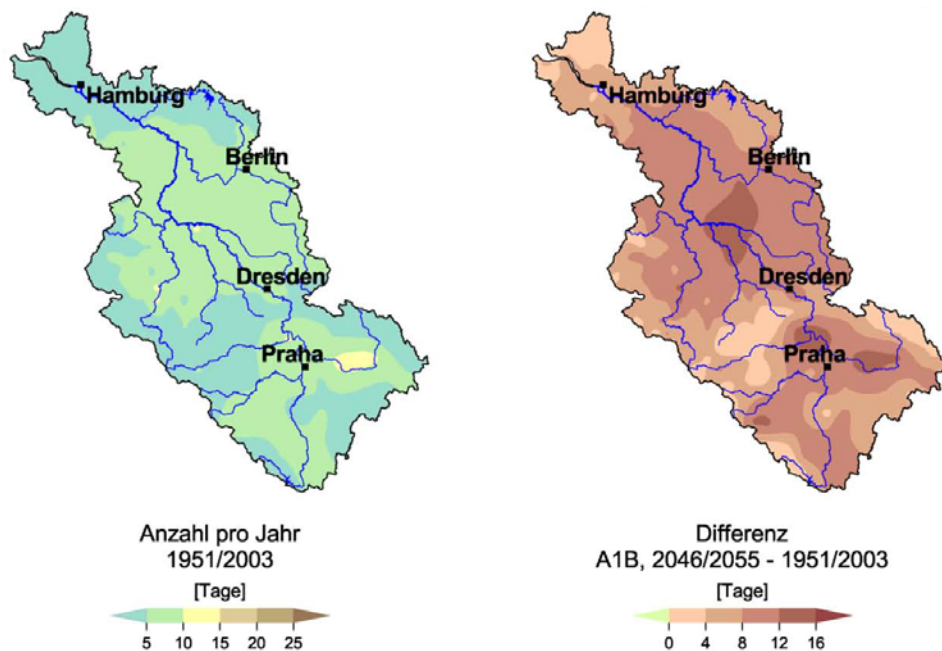 Hamburg
Berlin
Dresden
Praha
Anzahl pro Jahr
1951/2003
[Tage]
5 10 15 20 25
Hamburg
Berlin
Dresden
Praha
Differenz
A1B, 2046/2055 - 1951/2003
[Tage]
0 4 8 12 16